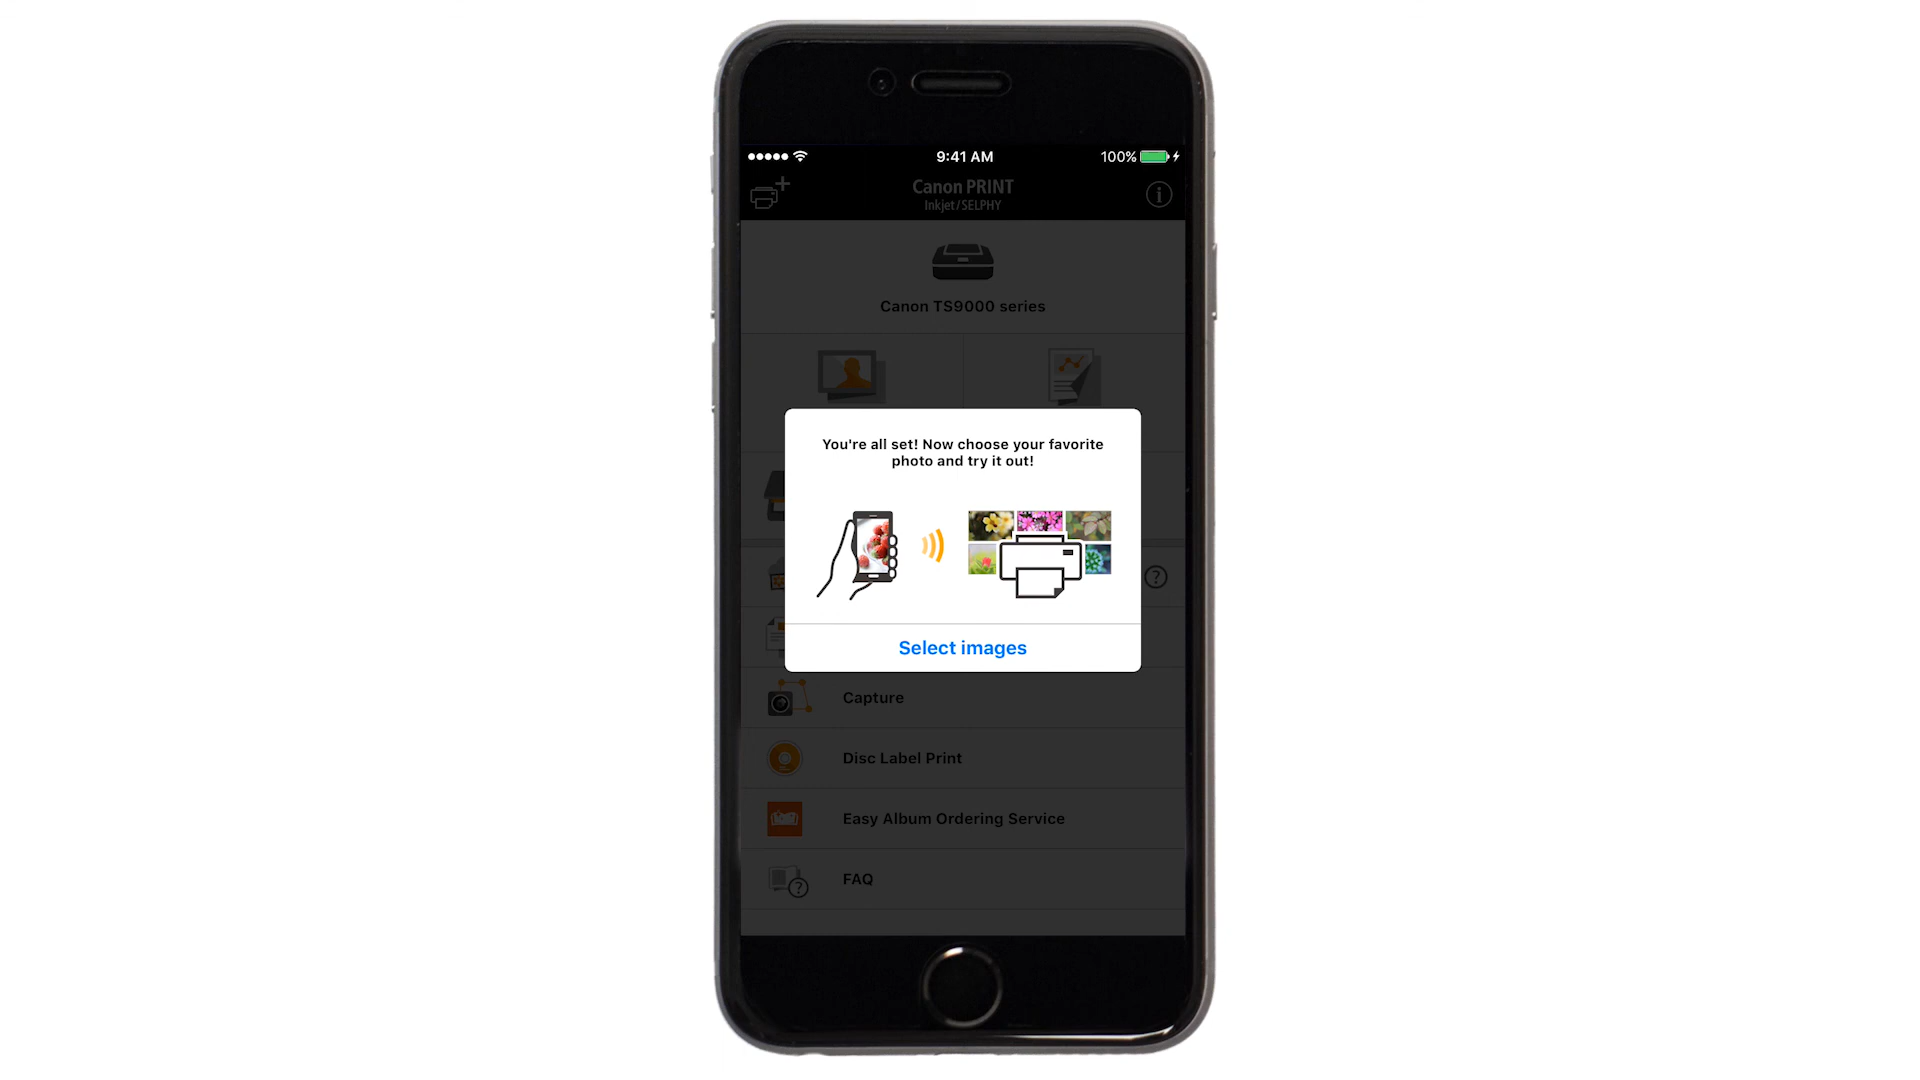 9:41 AM
100%
Canon PRINT
Inkjet/SELPHY
Canon TS9000 series
You're all set! Now choose your favorite
photo and try it out!
Select images
Capture
Disc Label Print
Easy Album Ordering Service
FAQ